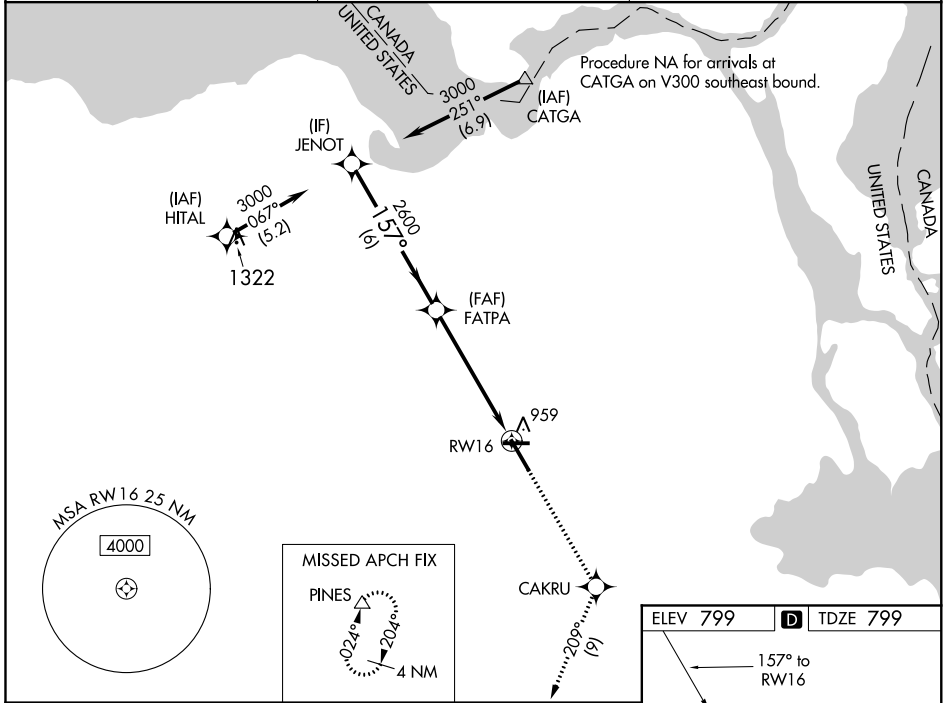 CANADA
UNITED STATES
Procedure NA for arrivals at
CATGA on V300 southeast bound.
3000
251°
(6.9)
(IAF)
CATGA
(IF)
JENOT
(IAF)
HITAL
3000
067°
(5.2)
1322
2600
157°
(6)
CANADA
UNITED STATES
(FAF)
FATPA
959
RW16
MSA RW16 25 NM
4000
MISSED APCH FIX
PINES
024°
204°
4 NM
CAKRU
209°
(9)
ELEV 799
D
TDZE 799
157° to
RW16